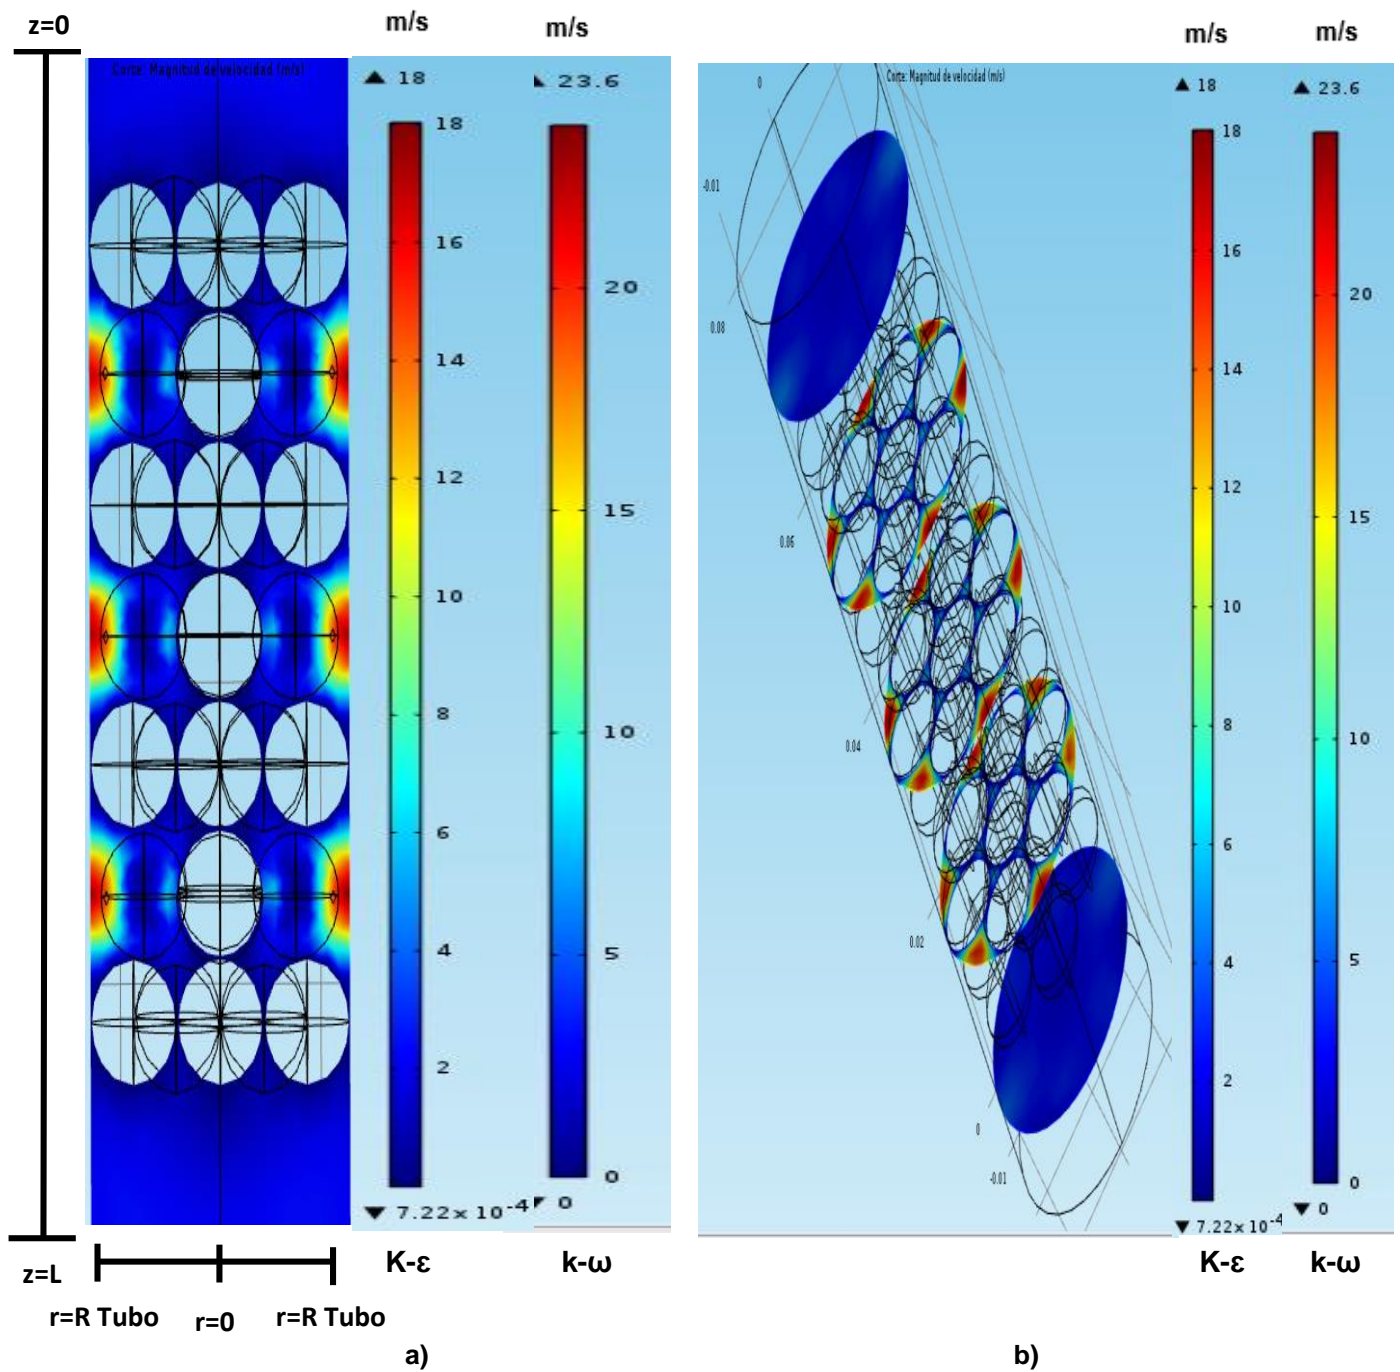 z=0
m/s
m/s
Corte: Magnitud de velocidad (m/s)
▲ 18
▲ 23.6
18
16
14
12
10
8
6
4
2
20
15
10
5
0
▼ 7.22×10⁻⁴
▼ 0
z=L
K-ε
k-ω
r=R Tubo
r=0
r=R Tubo
a)
m/s
m/s
Corte: Magnitud de velocidad (m/s)
▲ 18
▲ 23.6
0
-0.01
0.08
0.06
0.04
0.02
0
-0.01
18
16
14
12
10
8
6
4
2
20
15
10
5
0
▼ 7.22×10⁻⁴
▼ 0
K-ε
k-ω
b)